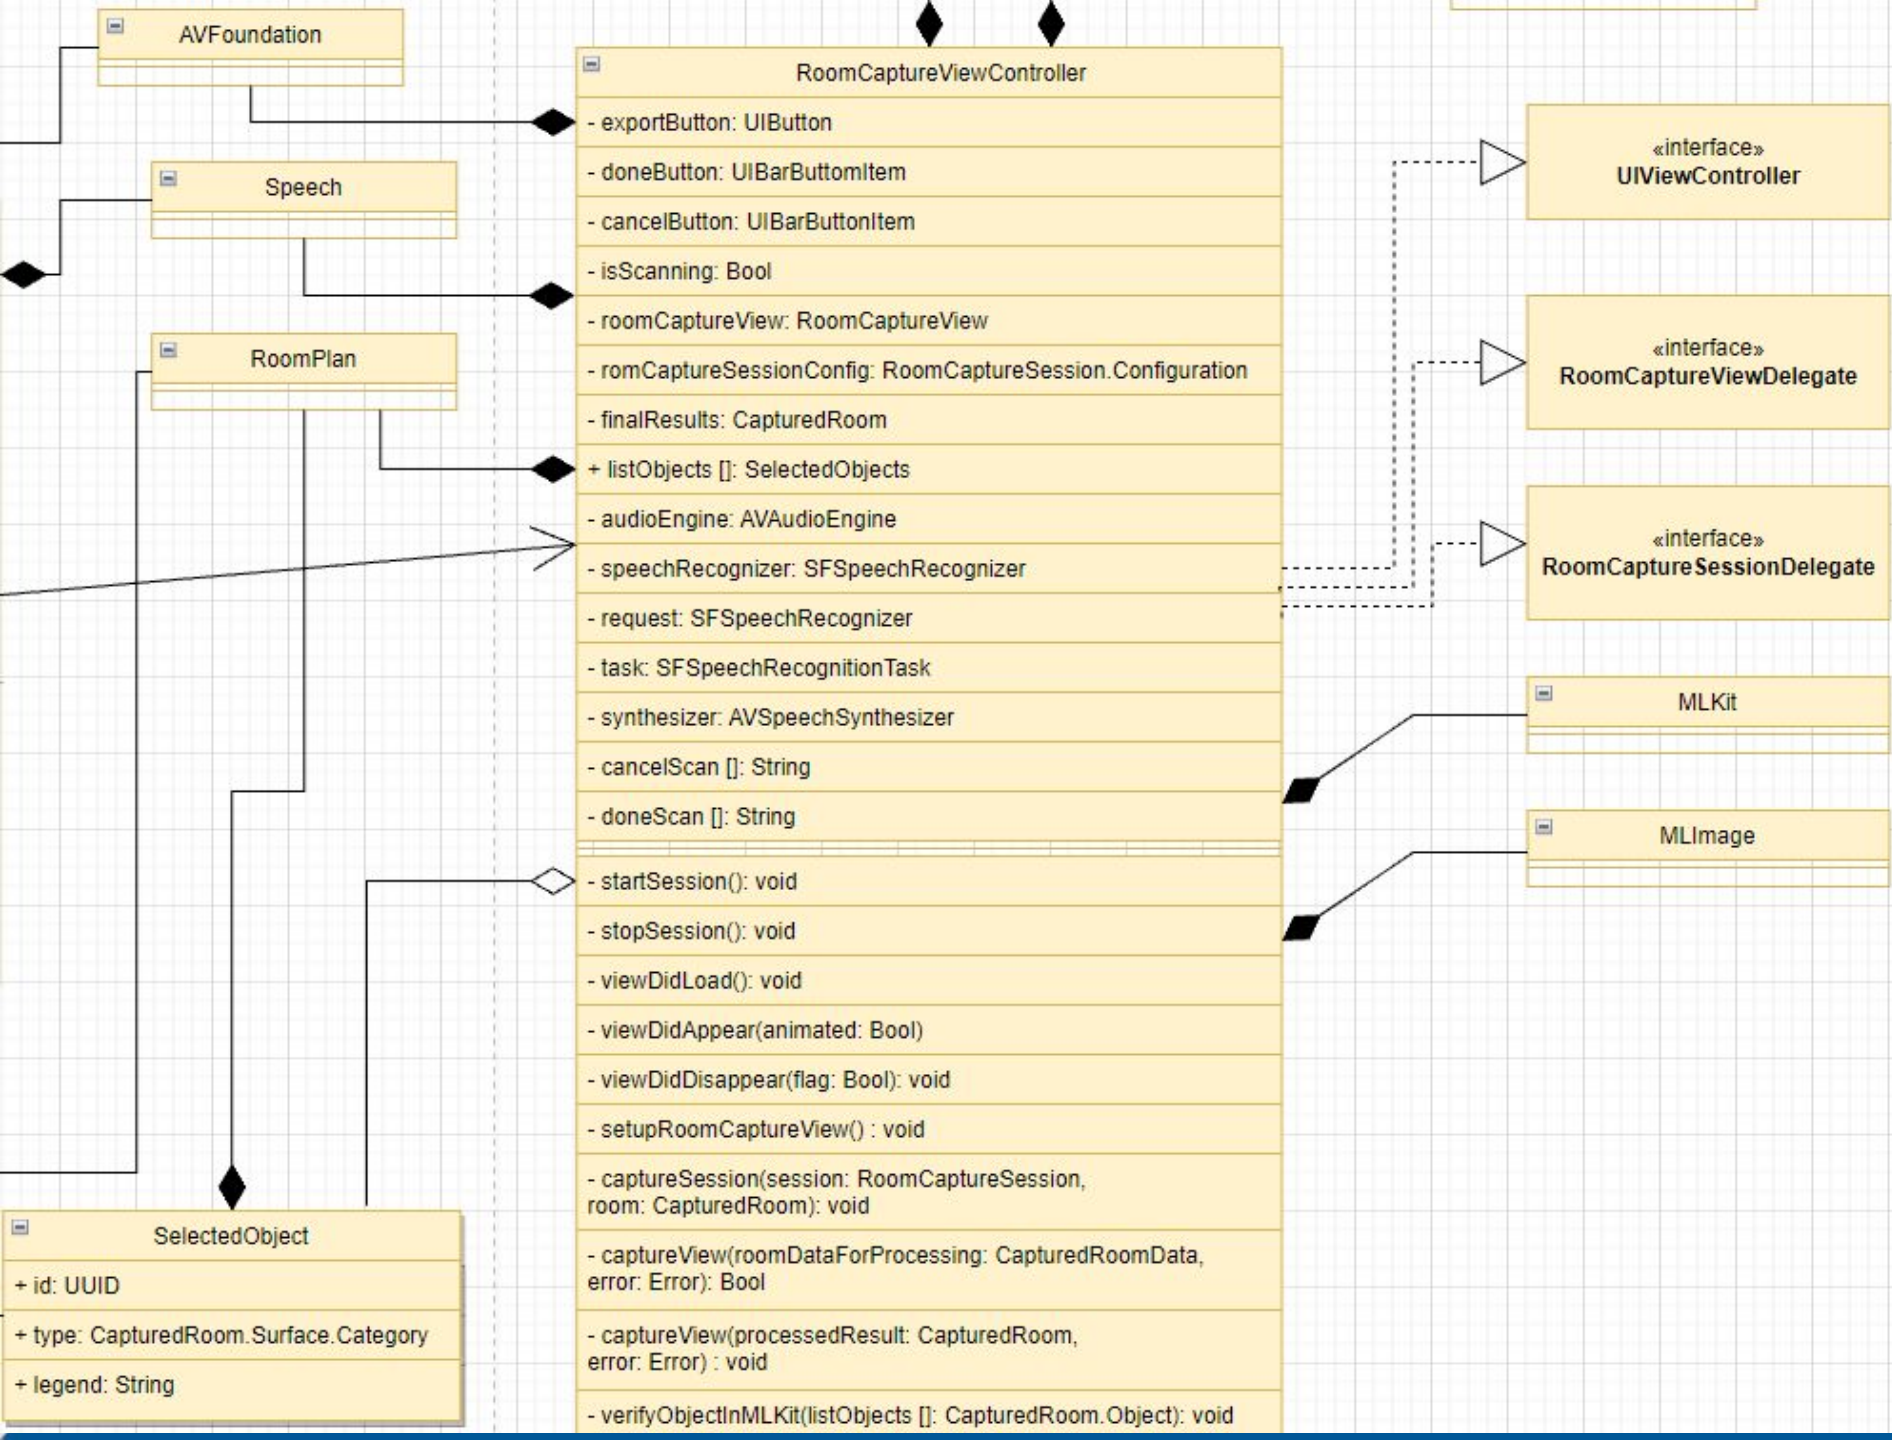 AVFoundation
Speech
RoomPlan
SelectedObject
+ id: UUID
+ type: CapturedRoom.Surface.Category
+ legend: String
RoomCaptureViewController
- exportButton: UIButton
- doneButton: UIBarButtomItem
- cancelButton: UIBarButtonItem
- isScanning: Bool
- roomCaptureView: RoomCaptureView
- romCaptureSessionConfig: RoomCaptureSession.Configuration
- finalResults: CapturedRoom
+ listObjects []: SelectedObjects
- audioEngine: AVAudioEngine
- speechRecognizer: SFSpeechRecognizer
- request: SFSpeechRecognizer
- task: SFSpeechRecognitionTask
- synthesizer: AVSpeechSynthesizer
- cancelScan []: String
- doneScan []: String
- startSession(): void
- stopSession(): void
- viewDidLoad(): void
- viewDidAppear(animated: Bool)
- viewDidDisappear(flag: Bool): void
- setupRoomCaptureView() : void
- captureSession(session: RoomCaptureSession,
room: CapturedRoom): void
- captureView(roomDataForProcessing: CapturedRoomData,
error: Error): Bool
- captureView(processedResult: CapturedRoom,
error: Error) : void
- verifyObjectInMLKit(listObjects []: CapturedRoom.Object): void
«interface»
UIViewController
«interface»
RoomCaptureViewDelegate
«interface»
RoomCaptureSessionDelegate
MLKit
MLImage